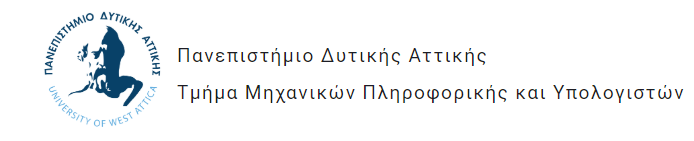 ΠΑΝΕΠΙΣΤΗΜΙΟ ΔΥΤΙΚΗΣ ΑΤΤΙΚΗΣ
UNIVERSITY OF WEST ATTICA
Πανεπιστήμιο Δυτικής Αττικής
Τμήμα Μηχανικών Πληροφορικής και Υπολογιστών